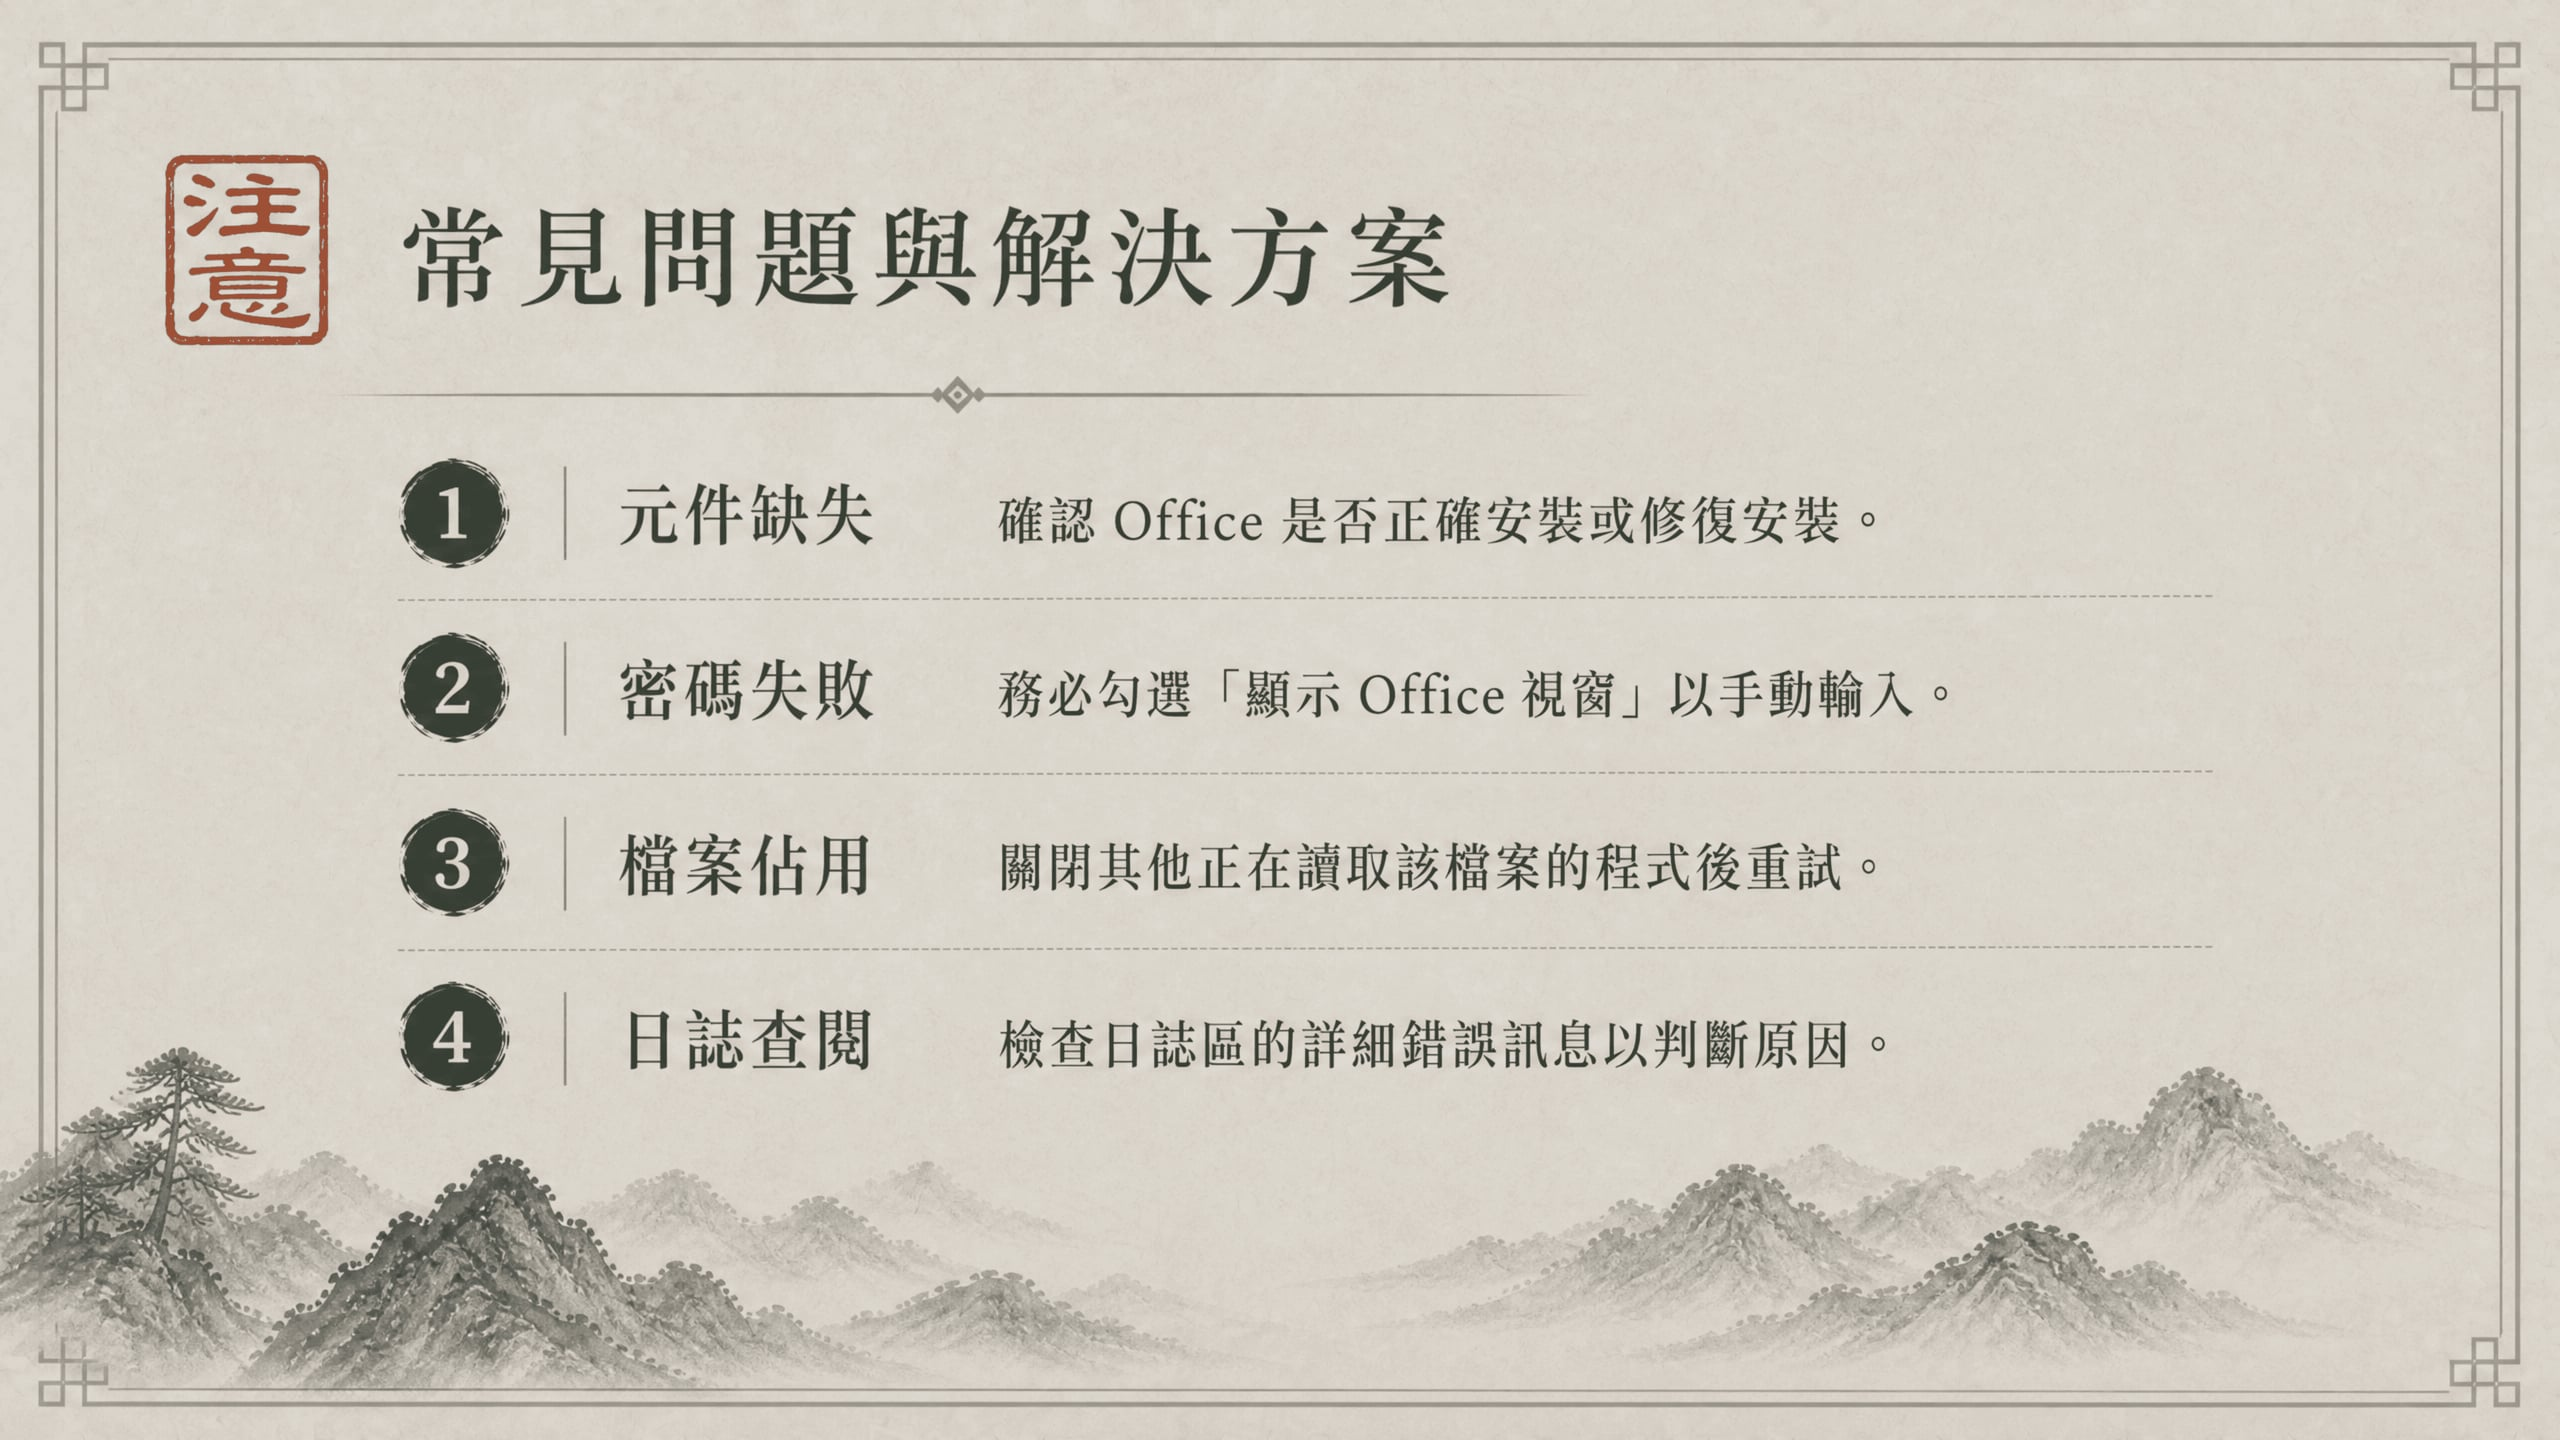 注意
常見問題與解決方案
1 元件缺失 確認 Office 是否正確安裝或修復安裝。
2 密碼失敗 務必勾選「顯示 Office 視窗」以手動輸入。
3 檔案佔用 關閉其他正在讀取該檔案的程式後重試。
4 日誌查閱 檢查日誌區的詳細錯誤訊息以判斷原因。